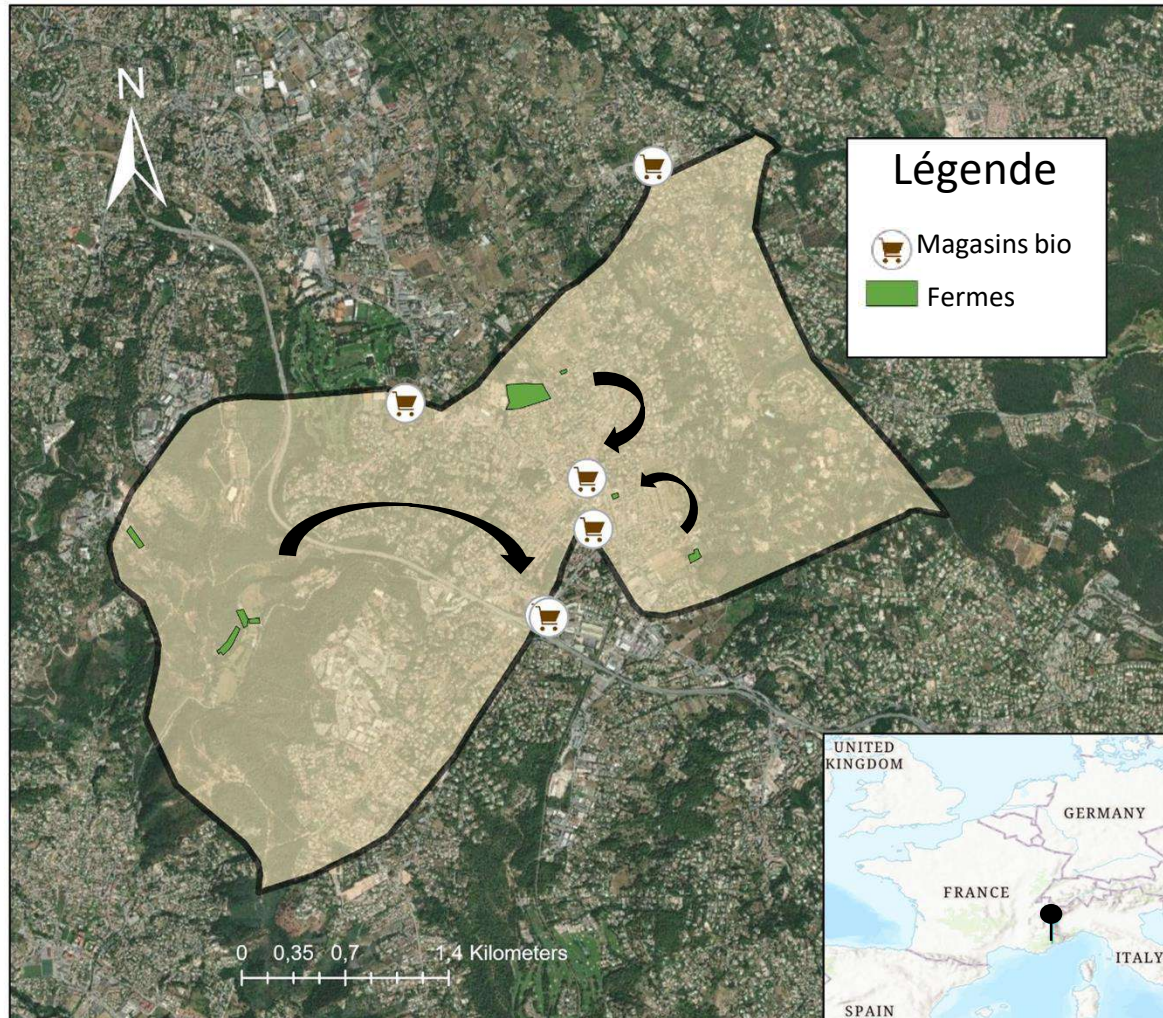 N
Légende
Magasins bio
Fermes
0 0,35 0,7 1,4 Kilometers
UNITED
KINGDOM
GERMANY
FRANCE
ITALY
SPAIN